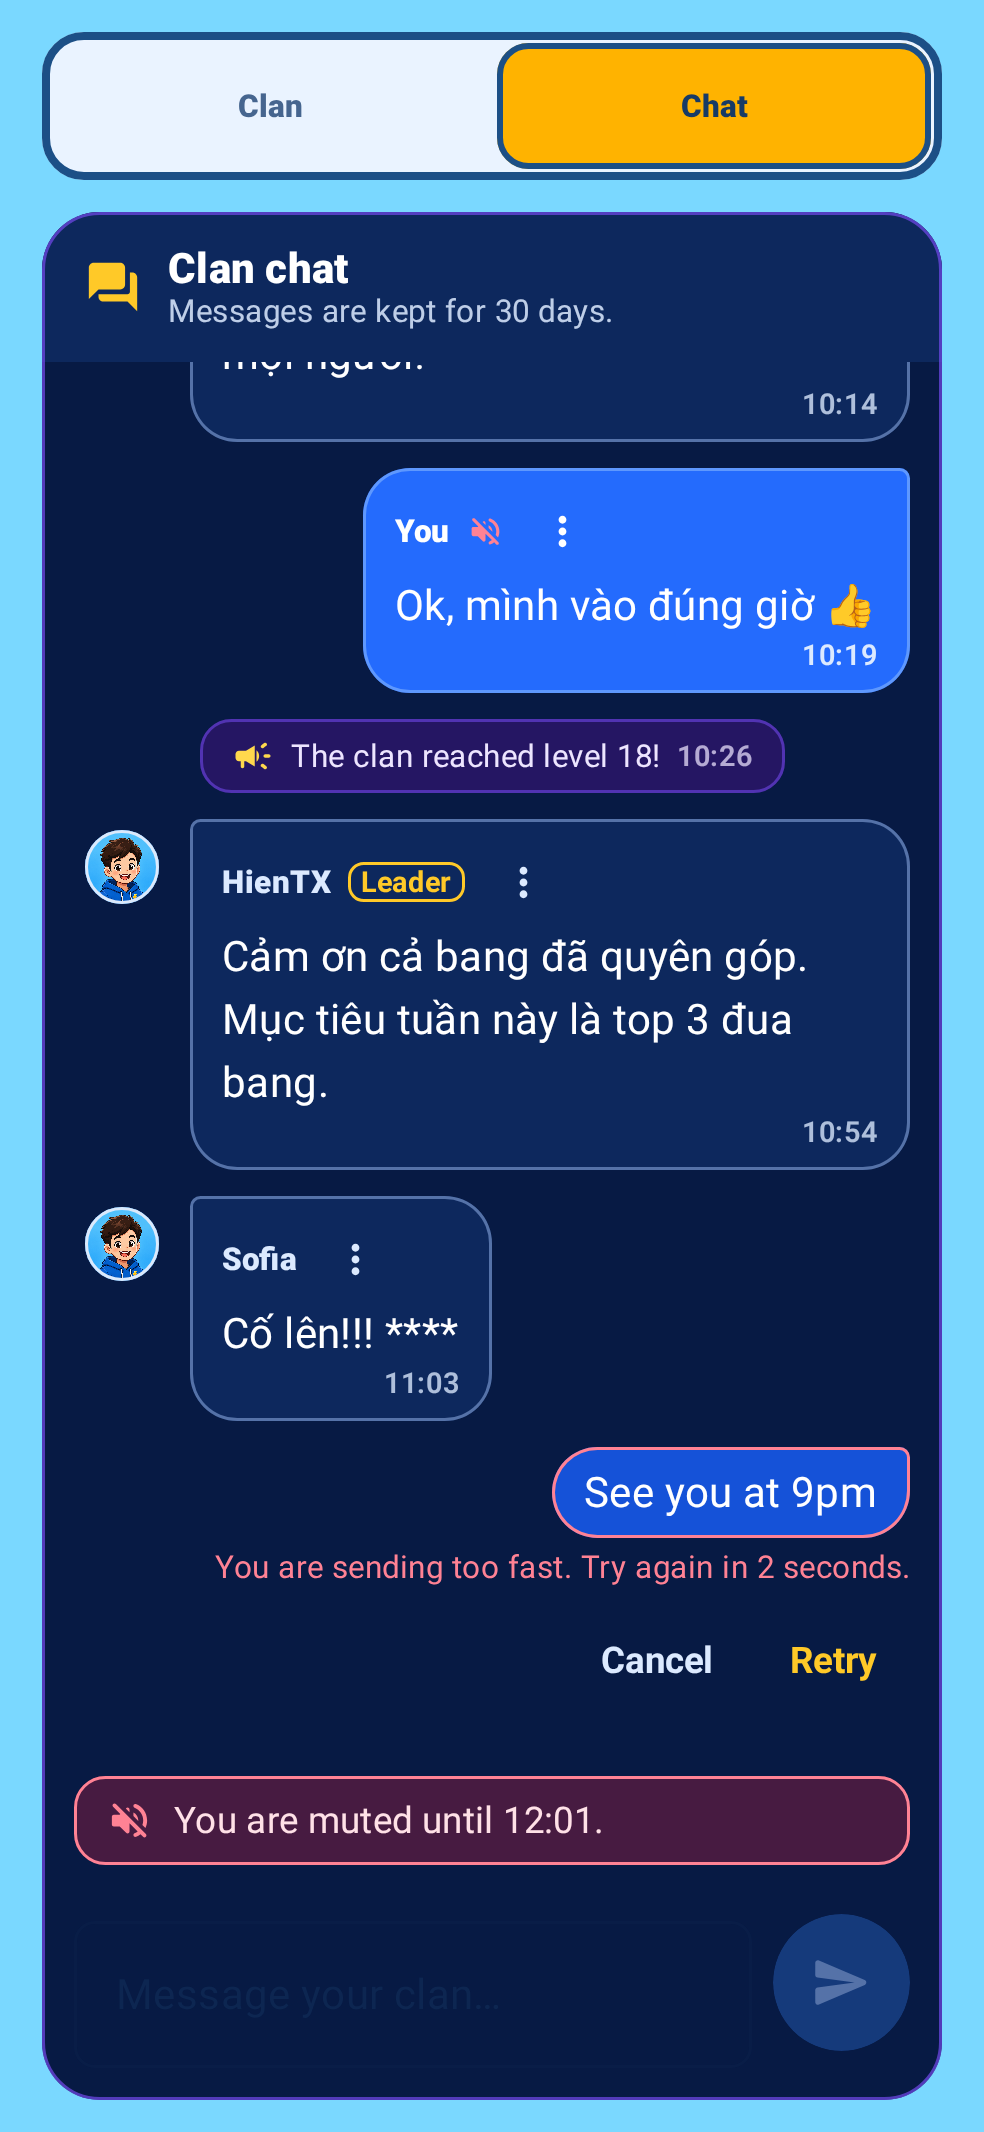 Clan
Chat
Clan chat
Messages are kept for 30 days.
10:14
You
Ok, mình vào đúng giờ 👍
10:19
The clan reached level 18! 10:26
HienTX Leader
Cảm ơn cả bang đã quyên góp.
Mục tiêu tuần này là top 3 đua
bang.
10:54
Sofia
Cố lên!!! ****
11:03
See you at 9pm
You are sending too fast. Try again in 2 seconds.
Cancel Retry
You are muted until 12:01.
Message your clan…